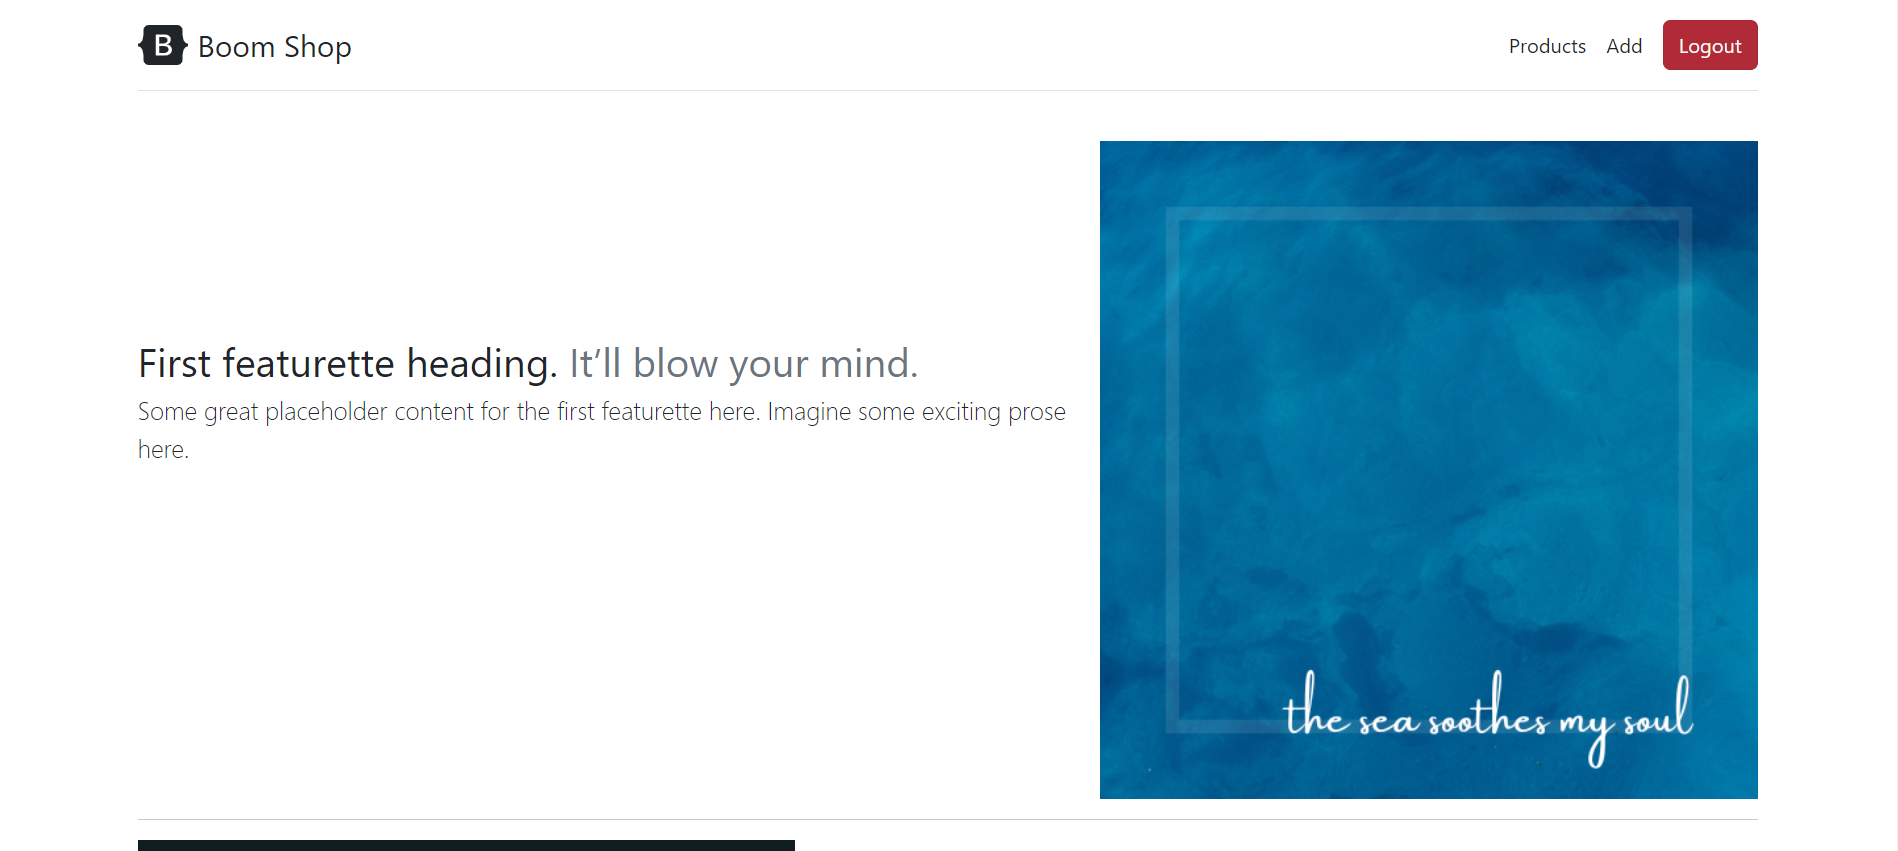 B Boom Shop
Products Add Logout
First featurette heading. It’ll blow your mind.
Some great placeholder content for the first featurette here. Imagine some exciting prose
here.
the sea soothes my soul